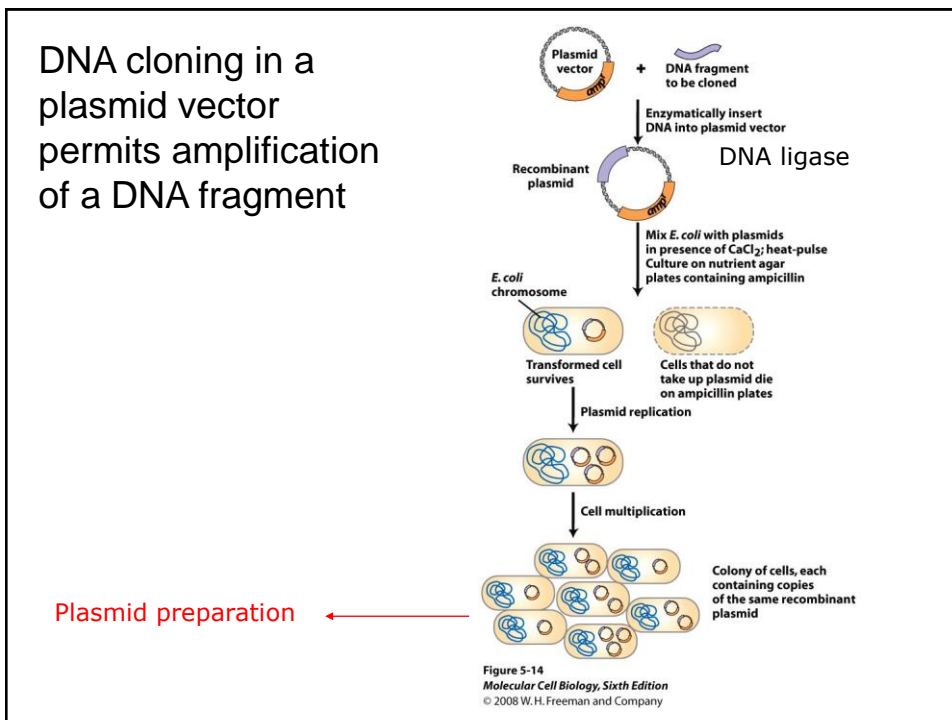 DNA cloning in a
plasmid vector
permits amplification
of a DNA fragment
Plasmid
vector
amp^r
+
DNA fragment
to be cloned
Enzymatically insert
DNA into plasmid vector
DNA ligase
Recombinant
plasmid
amp^r
Mix E. coli with plasmids
in presence of CaCl₂; heat-pulse
Culture on nutrient agar
plates containing ampicillin
E. coli
chromosome
Transformed cell
survives
Cells that do not
take up plasmid die
on ampicillin plates
Plasmid replication
Cell multiplication
Colony of cells, each
containing copies
of the same recombinant
plasmid
Plasmid preparation
Figure 5-14
Molecular Cell Biology, Sixth Edition
© 2008 W. H. Freeman and Company